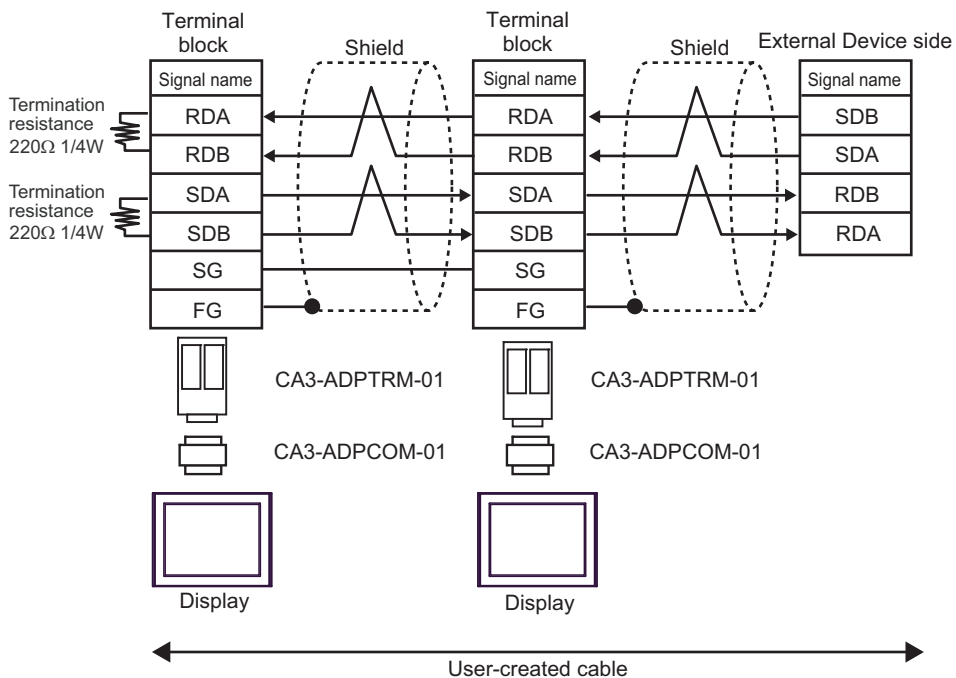 Terminal
block
Shield
Terminal
block
Shield
External Device side
Signal name
Signal name
Signal name
Termination
resistance
220Ω 1/4W
RDA
RDA
SDB
RDB
RDB
SDA
Termination
resistance
220Ω 1/4W
SDA
SDA
RDB
SDB
SDB
RDA
SG
SG
FG
FG
CA3-ADPTRM-01
CA3-ADPTRM-01
CA3-ADPCOM-01
CA3-ADPCOM-01
Display
Display
User-created cable